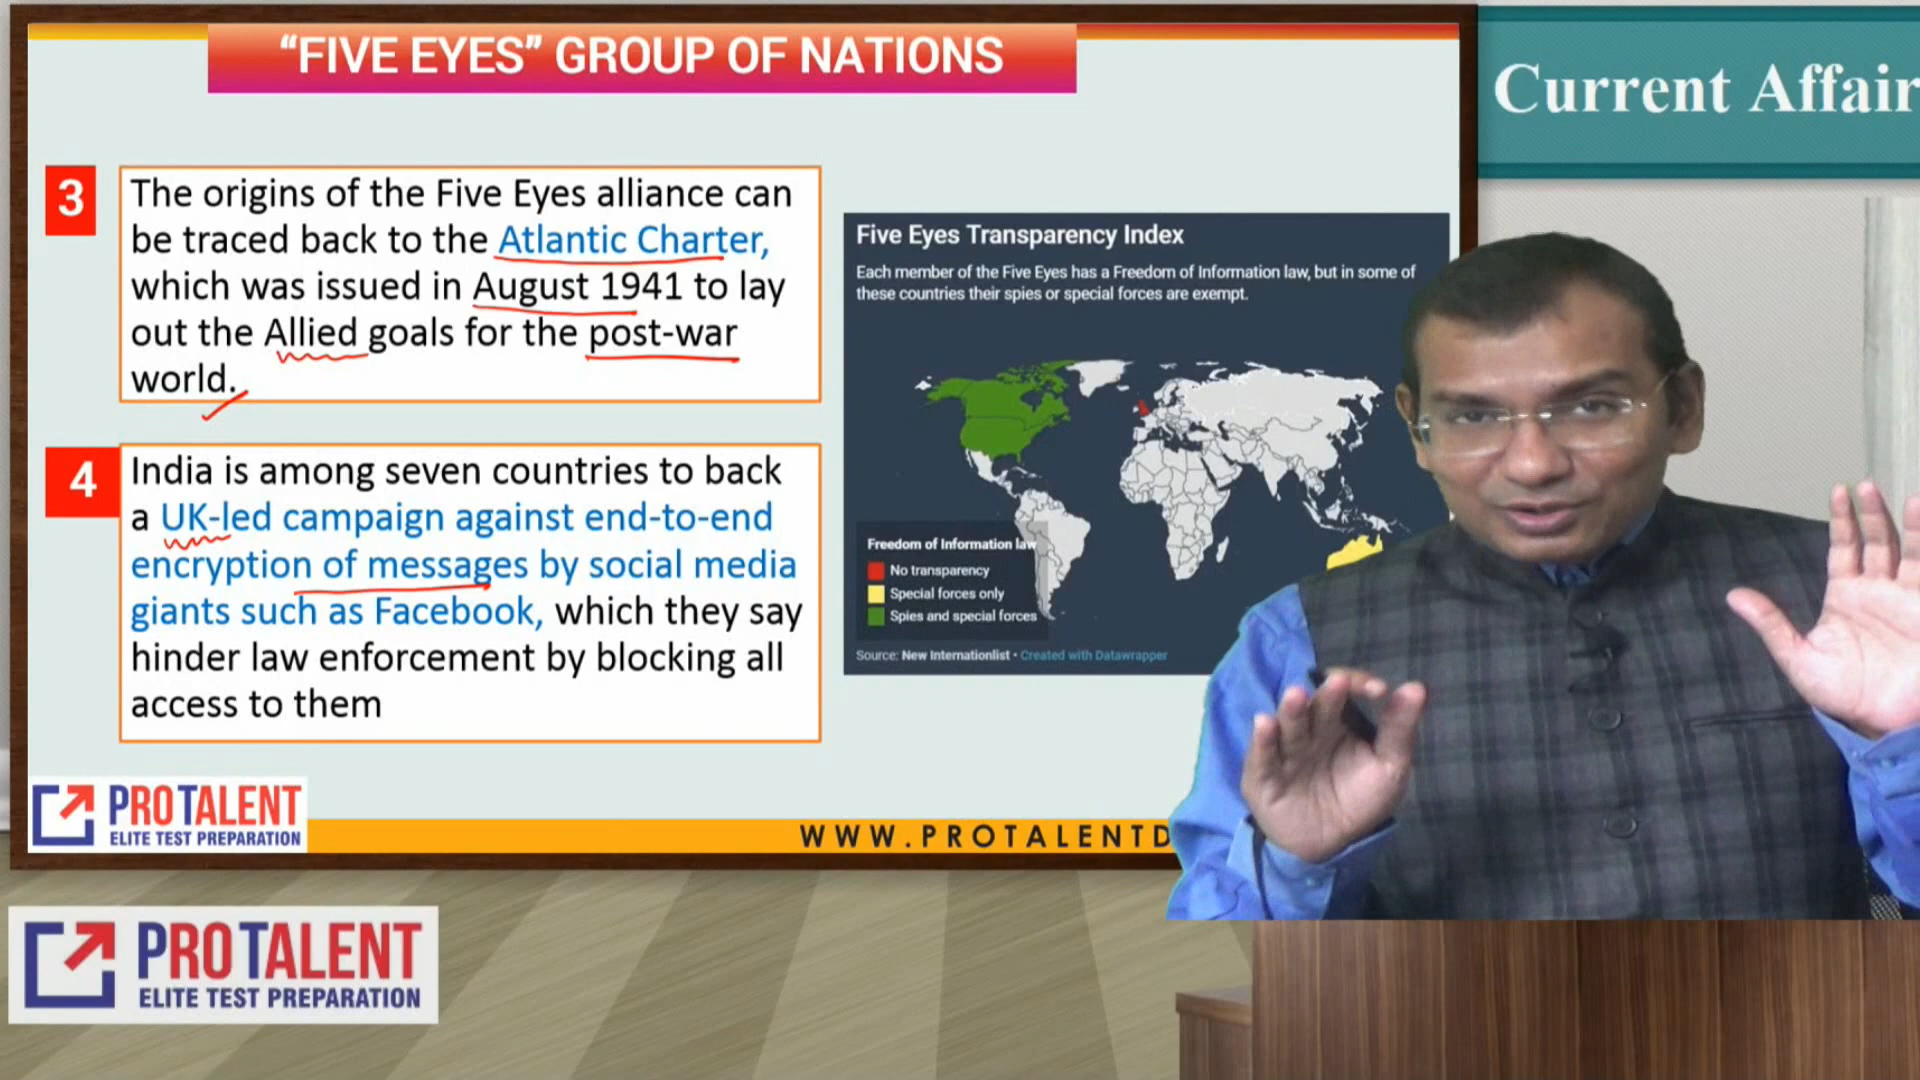 “FIVE EYES” GROUP OF NATIONS
Current Affair
3
The origins of the Five Eyes alliance can
be traced back to the Atlantic Charter,
which was issued in August 1941 to lay
out the Allied goals for the post-war
world.
4
India is among seven countries to back
a UK-led campaign against end-to-end
encryption of messages by social media
giants such as Facebook, which they say
hinder law enforcement by blocking all
access to them
Five Eyes Transparency Index
Each member of the Five Eyes has a Freedom of Information law, but in some of
these countries their spies or special forces are exempt.
Freedom of Information law
No transparency
Special forces only
Spies and special forces
Source: New Internationlist • Created with Datawrapper
PROTALENT
ELITE TEST PREPARATION
WWW.PROTALENTD
PROTALENT
ELITE TEST PREPARATION